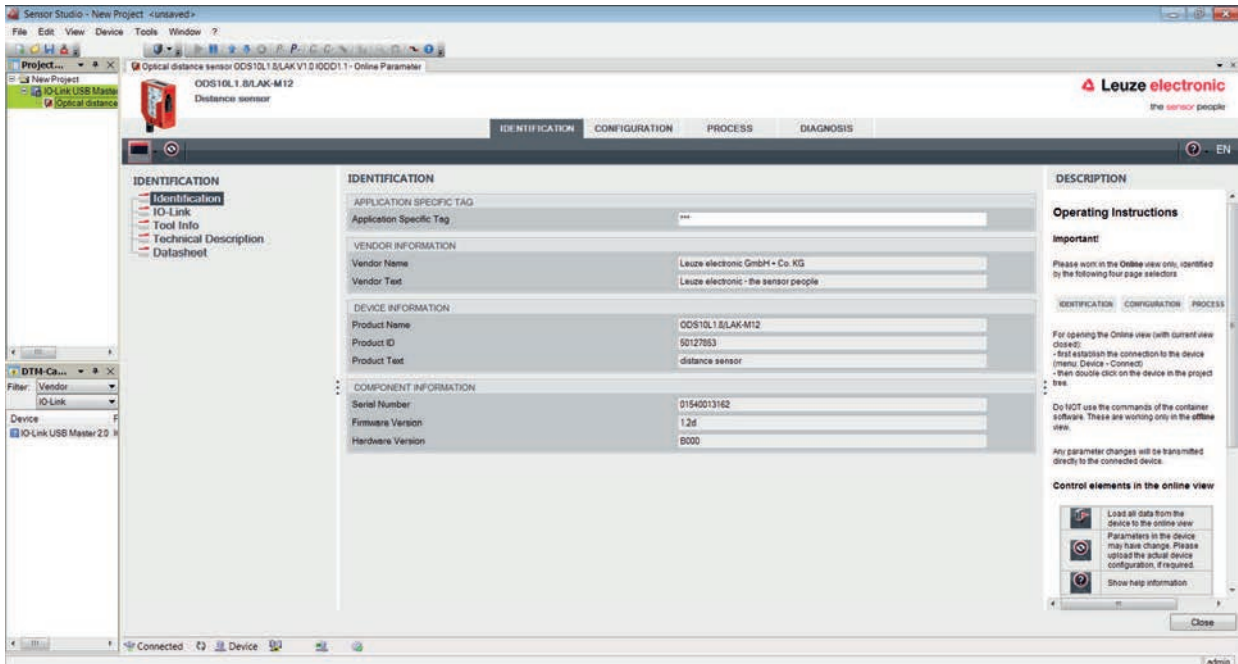 Sensor Studio - New Project <unsaved>
File Edit View Device Tools Window ?
Project...
New Project
IO-Link USB Master
Optical distance
Optical distance sensor ODS10L1.8/LAK V1.0 IODD1.1 - Online Parameter
ODS10L1.8/LAK-M12
Distance sensor
Leuze electronic
the sensor people
IDENTIFICATION CONFIGURATION PROCESS DIAGNOSIS
EN
IDENTIFICATION
Identification
IO-Link
Tool Info
Technical Description
Datasheet
IDENTIFICATION
APPLICATION SPECIFIC TAG
Application Specific Tag ***
VENDOR INFORMATION
Vendor Name Leuze electronic GmbH + Co. KG
Vendor Text Leuze electronic - the sensor people
DEVICE INFORMATION
Product Name ODS10L1.8/LAK-M12
Product ID 50127853
Product Text distance sensor
COMPONENT INFORMATION
Serial Number 01540013162
Firmware Version 1.2d
Hardware Version B000
DESCRIPTION
Operating Instructions
Important!
Please work in the Online view only, identified
by the following four page selectors
IDENTIFICATION CONFIGURATION PROCESS
For opening the Online view (with current view
closed):
- first establish the connection to the device
(menu: Device - Connect)
- then double click on the device in the project
tree.
Do NOT use the commands of the container
software. These are working only in the offline
view.
Any parameter changes will be transmitted
directly to the connected device.
Control elements in the online view
Load all data from the
device to the online view
Parameters in the device
may have change. Please
upload the actual device
configuration, if required.
Show help information
Close
DTM-Ca...
Filter: Vendor
IO-Link
Device F
IO-Link USB Master 2.0
Connected Device
admin